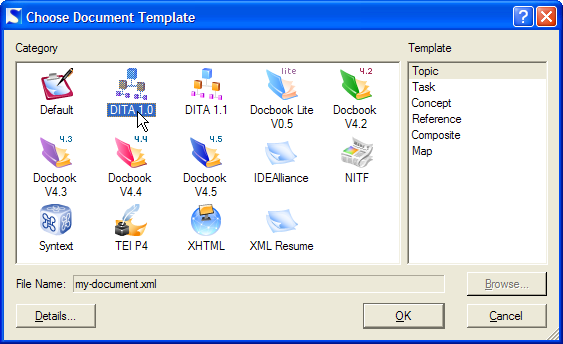 Choose Document Template
Category
Template
Default
DITA 1.0
DITA 1.1
lite
Docbook Lite
V0.5
4.2
Docbook
V4.2
4.3
Docbook
V4.3
4.4
Docbook
V4.4
4.5
Docbook
V4.5
IDEAlliance
NITF
Syntext
TEI P4
XHTML
XML Resume
Topic
Task
Concept
Reference
Composite
Map
File Name: my-document.xml
Browse...
Details...
OK
Cancel